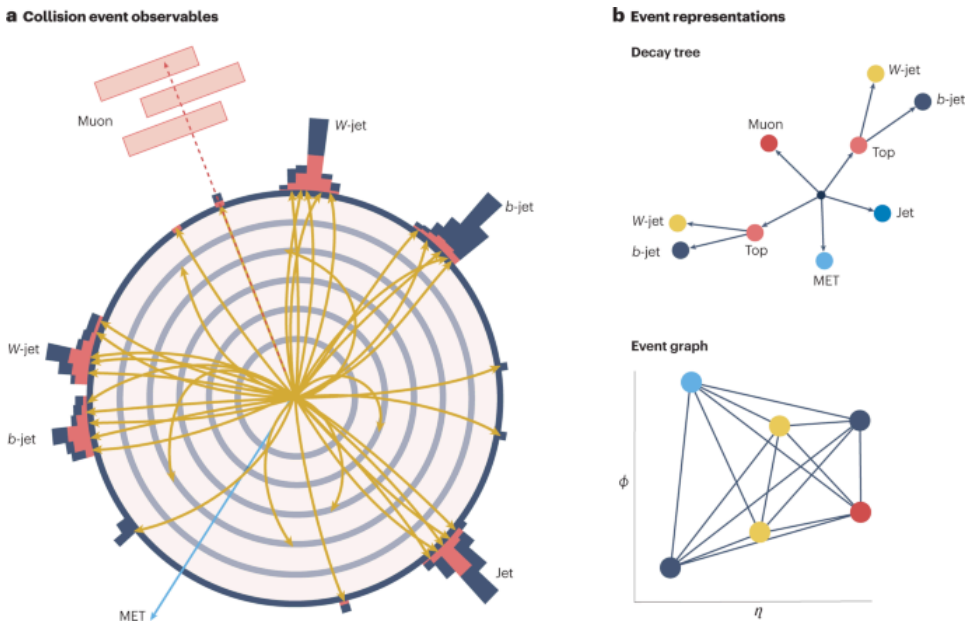 a Collision event observables
Muon
W-jet
b-jet
W-jet
b-jet
Jet
MET
b Event representations
Decay tree
W-jet
b-jet
Muon
Top
Jet
W-jet
b-jet
Top
MET
Event graph
ϕ
η